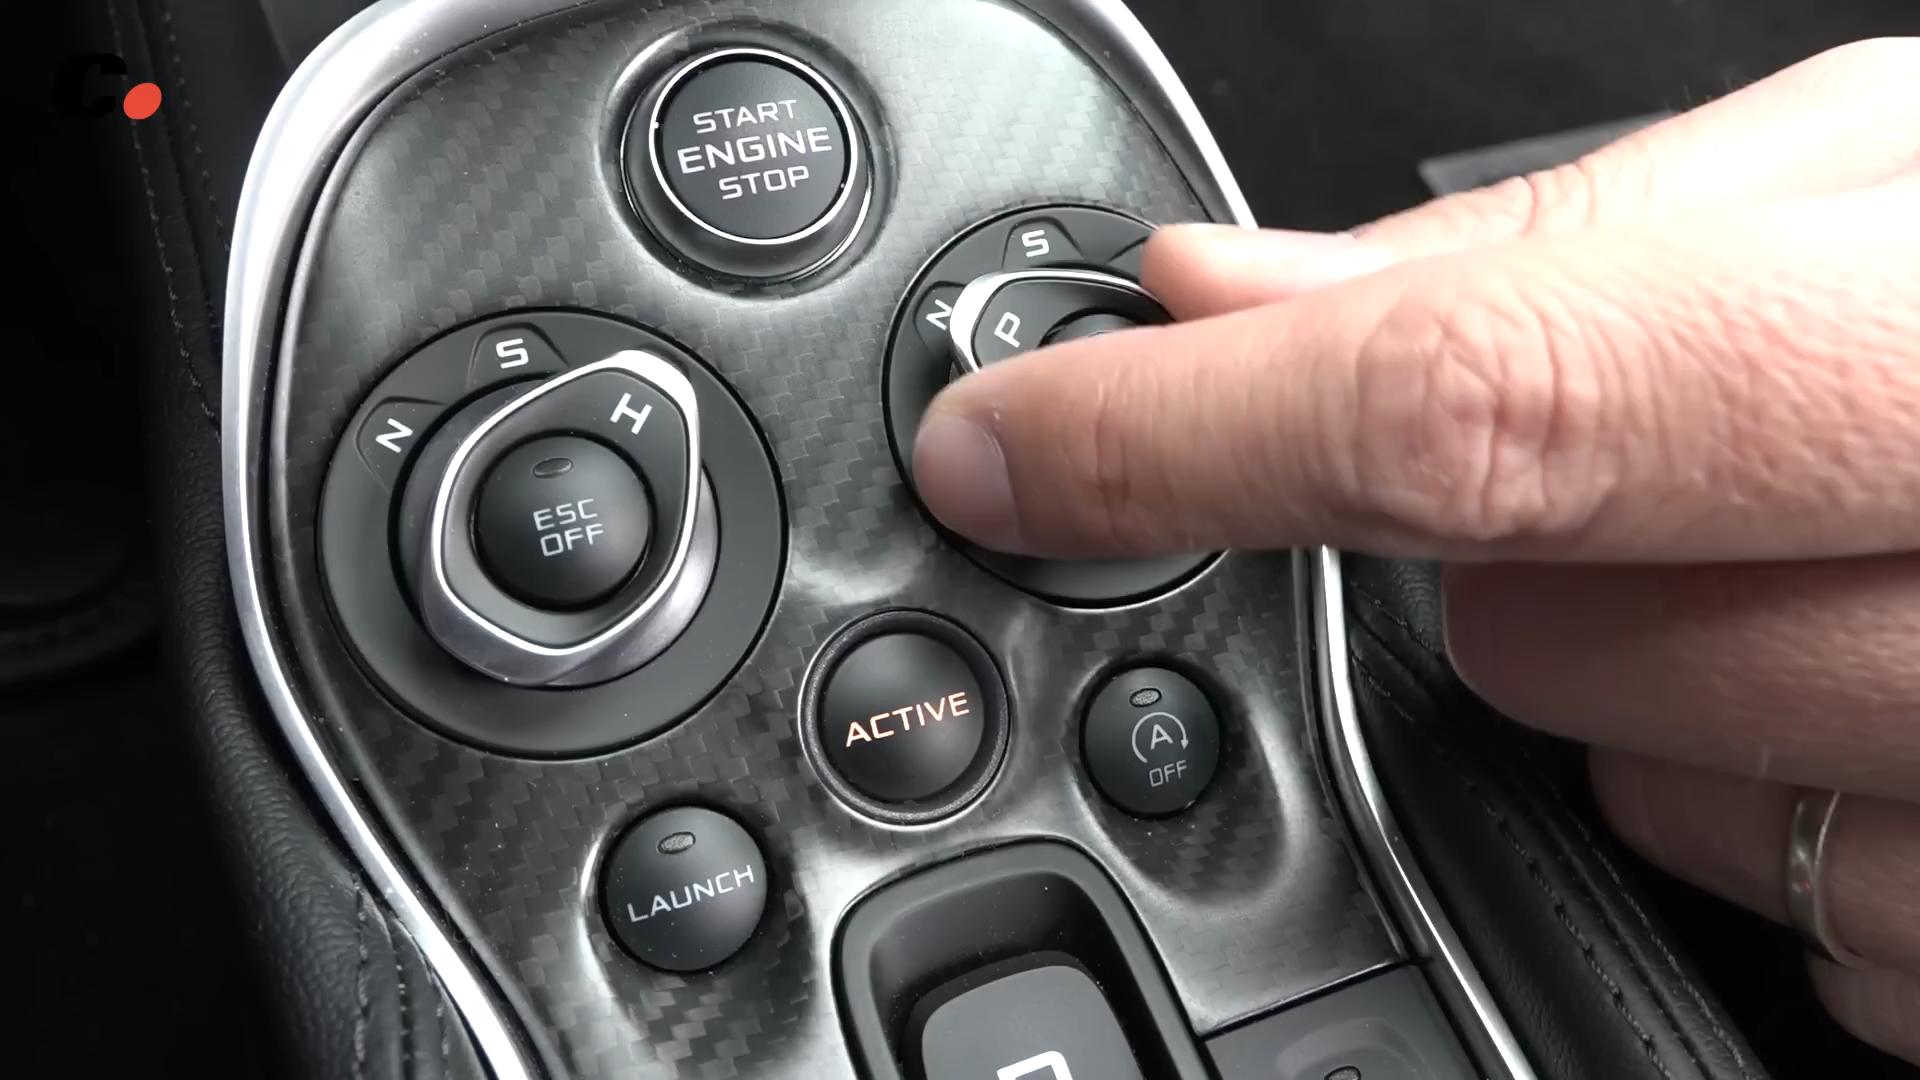 C.
START
ENGINE
STOP
S
N
P
S
N
H
ESC
OFF
ACTIVE
A
OFF
LAUNCH